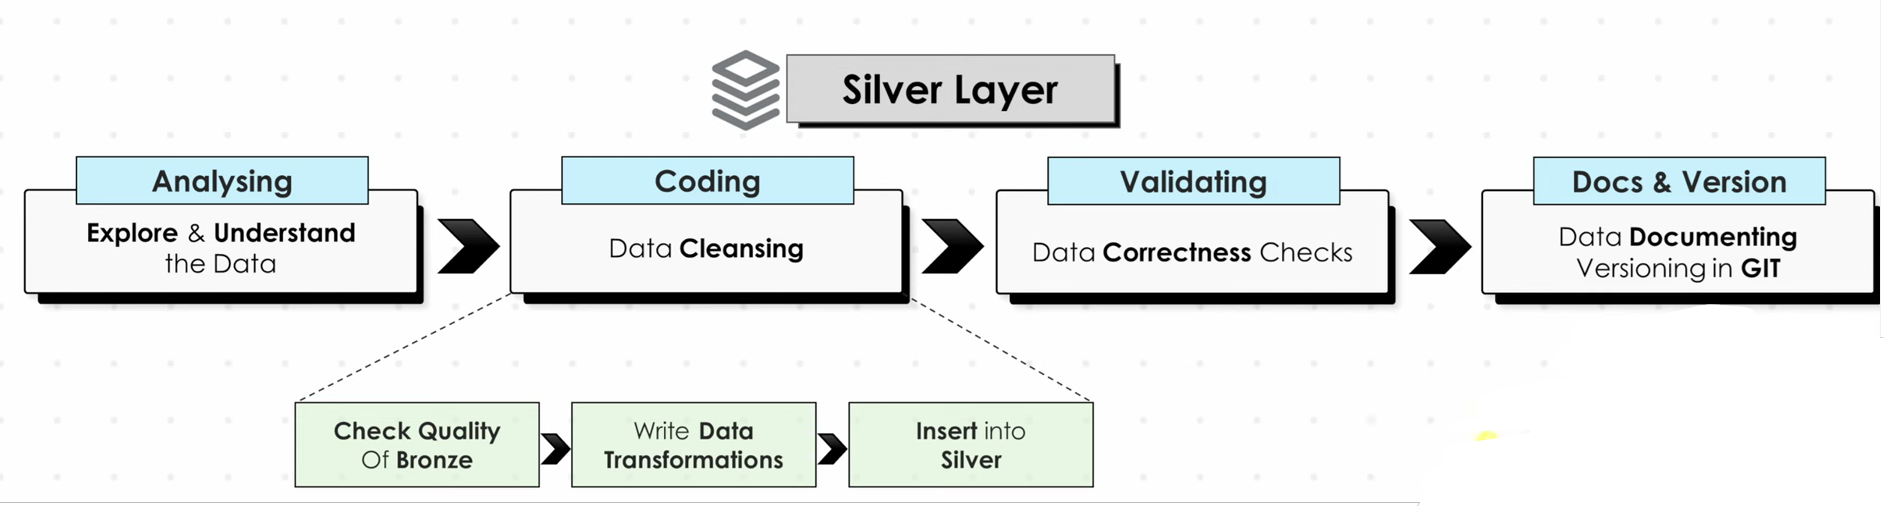 Silver Layer
Analysing
Explore & Understand
the Data
Coding
Data Cleansing
Validating
Data Correctness Checks
Docs & Version
Data Documenting
Versioning in GIT
Check Quality
Of Bronze
Write Data
Transformations
Insert into
Silver